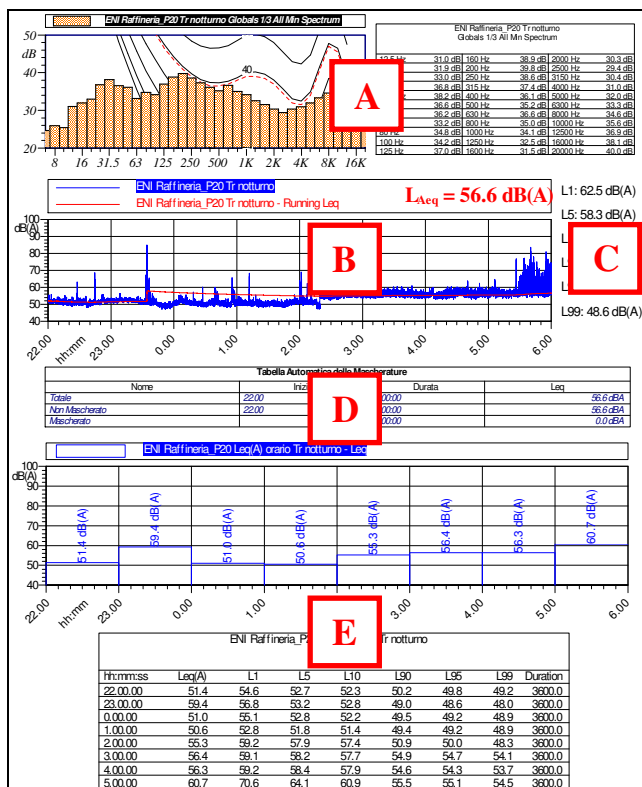 ENI Raffineria_P20 Tr notturno Globals 1/3 All Min Spectrum
50
dB
40
30
20
40
8 16 31.5 63 125 250 500 1K 2K 4K 8K 16K
A
ENI Raffineria_P20 Tr notturno
Globals 1/3 All Min Spectrum
12.5 Hz 31.0 dB 160 Hz 38.9 dB 2000 Hz 30.3 dB
31.9 dB 200 Hz 39.8 dB 2500 Hz 29.4 dB
33.0 dB 250 Hz 38.6 dB 3150 Hz 30.4 dB
36.8 dB 315 Hz 37.4 dB 4000 Hz 31.0 dB
38.2 dB 400 Hz 36.1 dB 5000 Hz 32.0 dB
36.6 dB 500 Hz 35.2 dB 6300 Hz 33.3 dB
36.2 dB 630 Hz 36.6 dB 8000 Hz 34.6 dB
33.2 dB 800 Hz 35.0 dB 10000 Hz 35.6 dB
80 Hz 34.8 dB 1000 Hz 34.1 dB 12500 Hz 36.9 dB
100 Hz 34.2 dB 1250 Hz 32.5 dB 16000 Hz 38.1 dB
125 Hz 37.0 dB 1600 Hz 31.5 dB 20000 Hz 40.0 dB
ENI Raffineria_P20 Tr notturno
ENI Raffineria_P20 Tr notturno - Running Leq
LAeq = 56.6 dB(A)
L1: 62.5 dB(A)
L5: 58.3 dB(A)
L99: 48.6 dB(A)
B
C
100
dB(A)
90
80
70
60
50
40
22.00 23.00 0.00 1.00 2.00 3.00 4.00 5.00 6.00
hh:mm
Tabella Automatica delle Mascherature
Nome Durata Leq
Totale 22.00 56.6 dBA
Non Mascherato 22.00 56.6 dBA
Mascherato 0.0 dBA
D
ENI Raffineria_P20 Leq(A) orario Tr notturno - Leq
100
dB(A)
90
80
70
60
50
40
51.4 dB(A) 59.4 dB(A) 51.0 dB(A) 50.6 dB(A) 55.3 dB(A) 56.4 dB(A) 56.3 dB(A) 60.7 dB(A)
22.00 23.00 0.00 1.00 3.00 4.00 5.00 6.00
hh:mm
E
ENI Raffineria_P Tr notturno
hh:mm:ss Leq(A) L1 L5 L10 L90 L95 L99 Duration
22.00.00 51.4 54.6 52.7 52.3 50.2 49.8 49.2 3600.0
23.00.00 59.4 56.8 53.2 52.8 49.0 48.6 48.0 3600.0
0.00.00 51.0 55.1 52.8 52.2 49.5 49.2 48.9 3600.0
1.00.00 50.6 52.8 51.8 51.4 49.4 49.2 48.9 3600.0
2.00.00 55.3 59.2 57.9 57.4 50.9 50.0 48.3 3600.0
3.00.00 56.4 59.1 58.2 57.7 54.9 54.7 54.1 3600.0
4.00.00 56.3 59.2 58.4 57.9 54.6 54.3 53.7 3600.0
5.00.00 60.7 70.6 64.1 60.9 55.5 55.1 54.5 3600.0